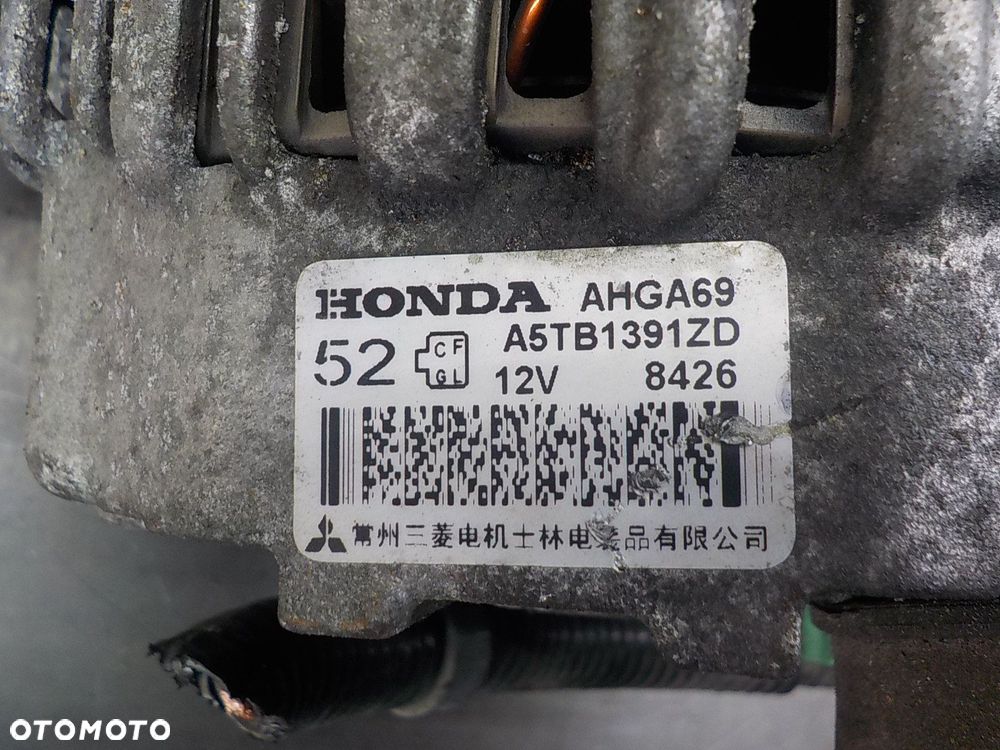 HONDA AHGA69
A5TB1391ZD
52 CF
GL
12V 8426
常州三菱电机士林电装品有限公司
OTOMOTO